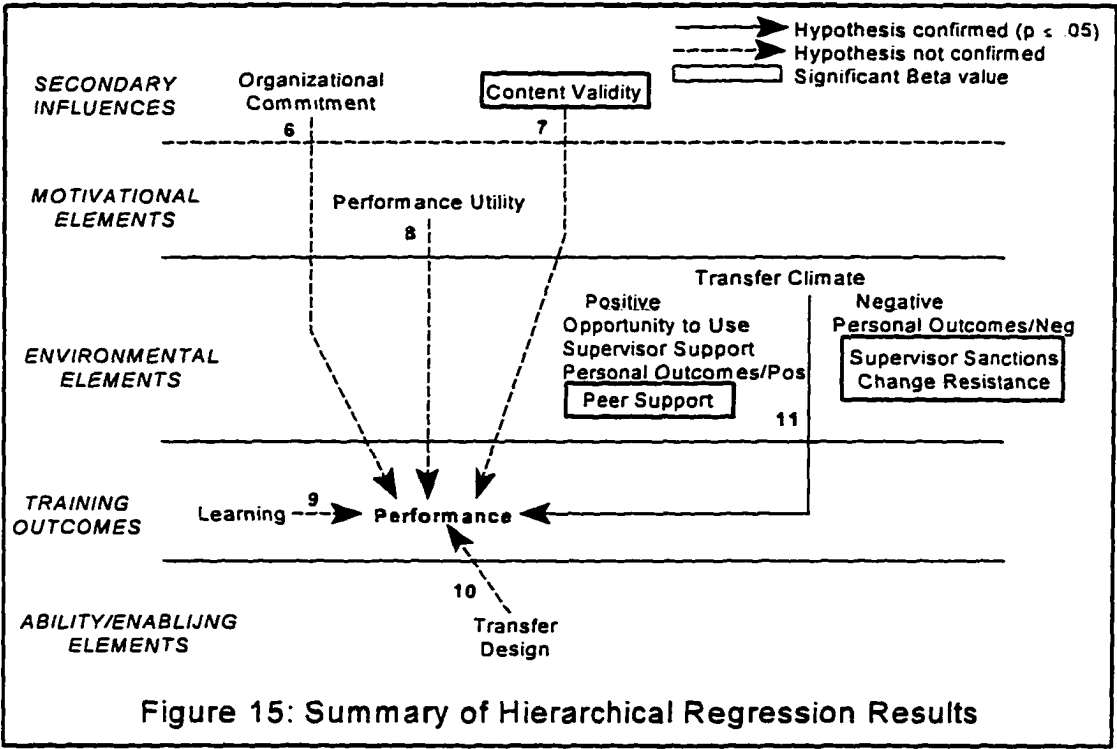 Hypothesis confirmed (p ≤ .05)
Hypothesis not confirmed
Significant Beta value
SECONDARY
INFLUENCES
Organizational
Commitment
Content Validity
6
7
MOTIVATIONAL
ELEMENTS
Performance Utility
8
Transfer Climate
Positive
Opportunity to Use
Supervisor Support
Personal Outcomes/Pos
Peer Support
Negative
Personal Outcomes/Neg
Supervisor Sanctions
Change Resistance
ENVIRONMENTAL
ELEMENTS
11
TRAINING
OUTCOMES
Learning
9
Performance
10
ABILITY/ENABLIJNG
ELEMENTS
Transfer
Design
Figure 15: Summary of Hierarchical Regression Results